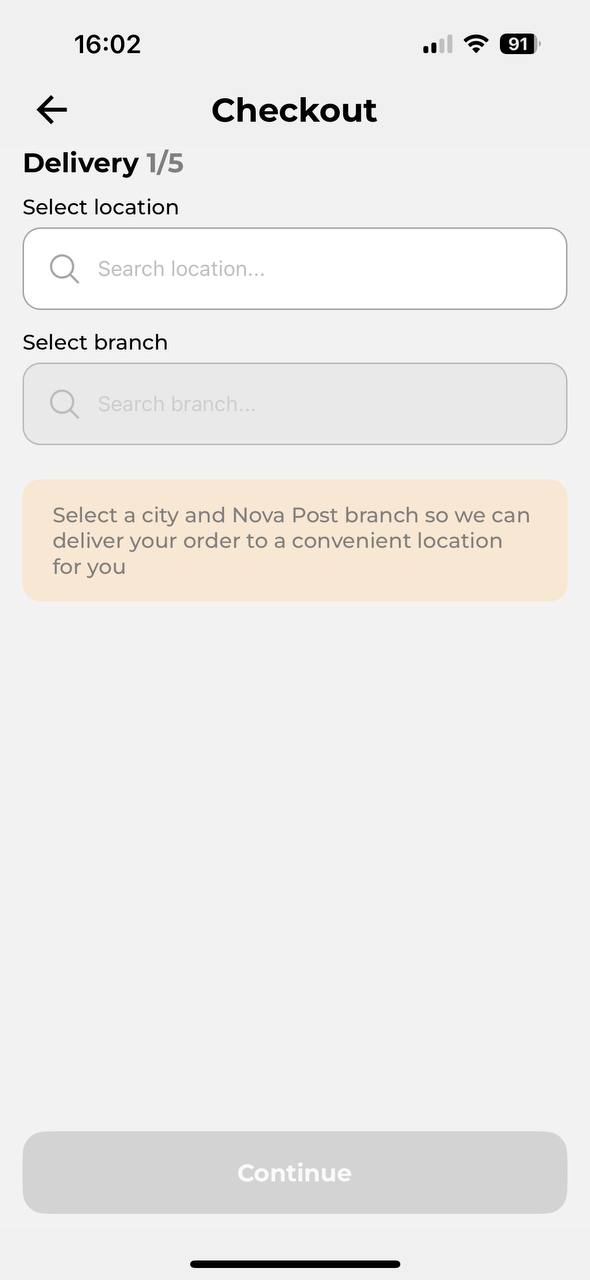 16:02
91
Checkout
Delivery 1/5
Select location
Search location...
Select branch
Search branch...
Select a city and Nova Post branch so we can
deliver your order to a convenient location
for you
Continue